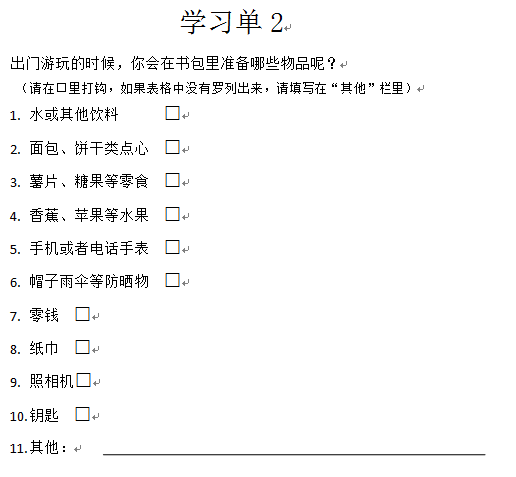 学习单 2
出门游玩的时候，你会在书包里准备哪些物品呢？
（请在口里打钩，如果表格中没有罗列出来，请填写在“其他”栏里）
1. 水或其他饮料 □
2. 面包、饼干类点心 □
3. 薯片、糖果等零食 □
4. 香蕉、苹果等水果 □
5. 手机或者电话手表 □
6. 帽子雨伞等防晒物 □
7. 零钱 □
8. 纸巾 □
9. 照相机□
10.钥匙 □
11.其他：